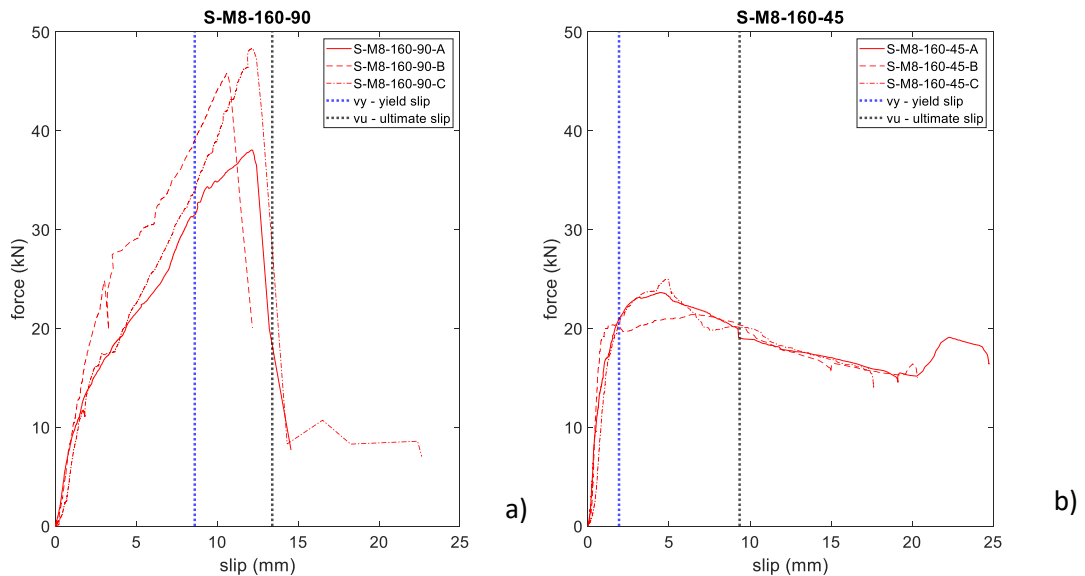 S-M8-160-90
50
40
30
20
10
0
force (kN)
0 5 10 15 20 25
slip (mm)
S-M8-160-90-A
S-M8-160-90-B
S-M8-160-90-C
vy - yield slip
vu - ultimate slip
a)
S-M8-160-45
50
40
30
20
10
0
force (kN)
0 5 10 15 20 25
slip (mm)
S-M8-160-45-A
S-M8-160-45-B
S-M8-160-45-C
vy - yield slip
vu - ultimate slip
b)